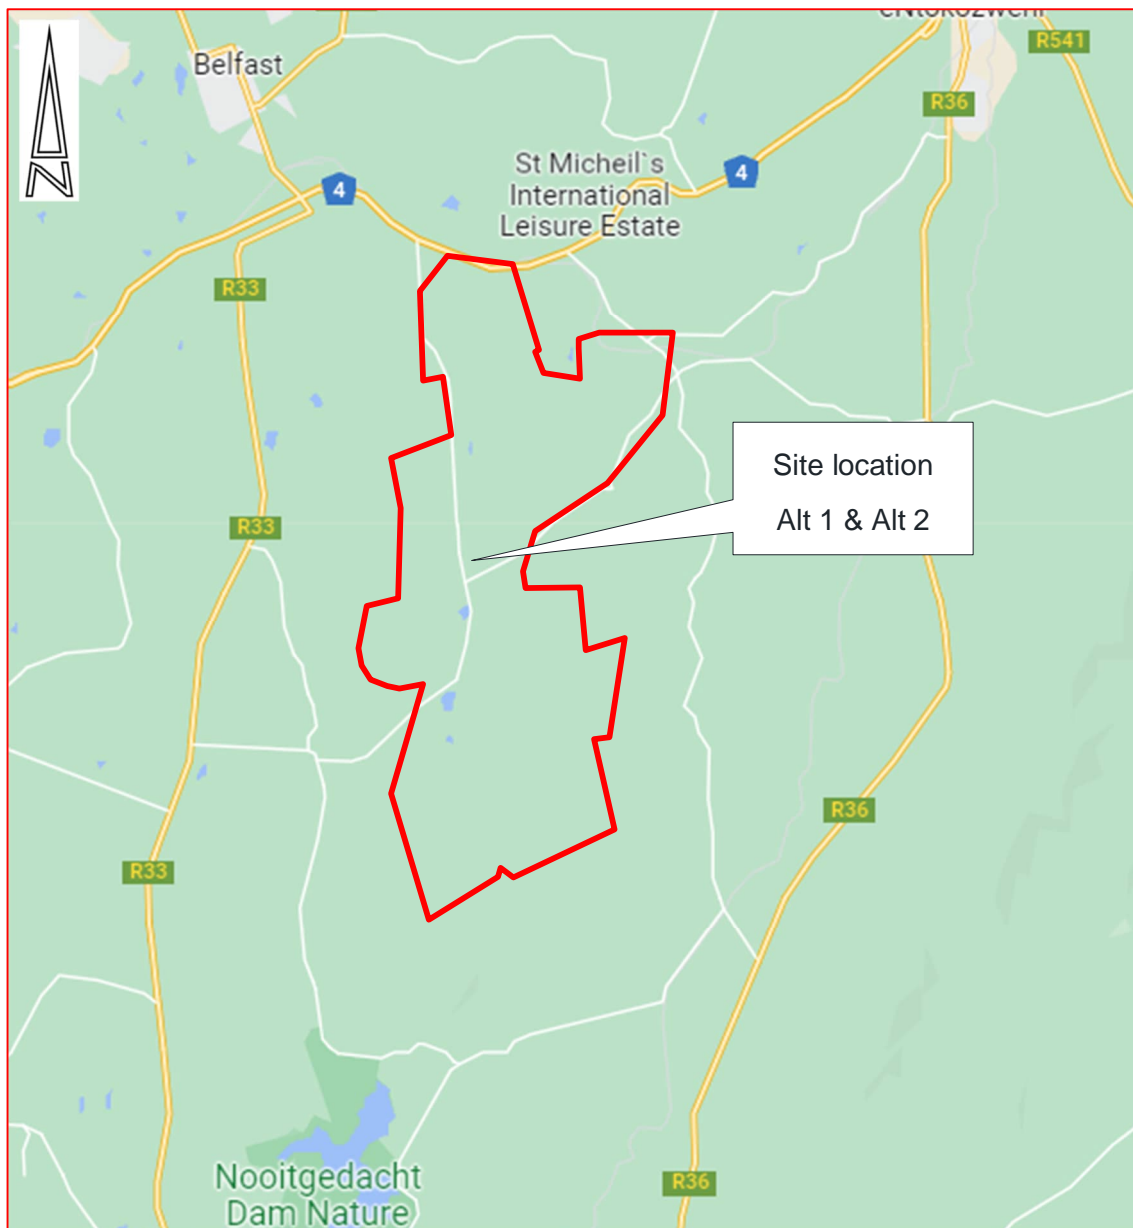 eNtokozweni
Belfast
R541
R36
4
St Micheil`s
International
Leisure Estate
4
R33
Site location
Alt 1 & Alt 2
R33
R36
R33
Nooitgedacht
Dam Nature
R36
N